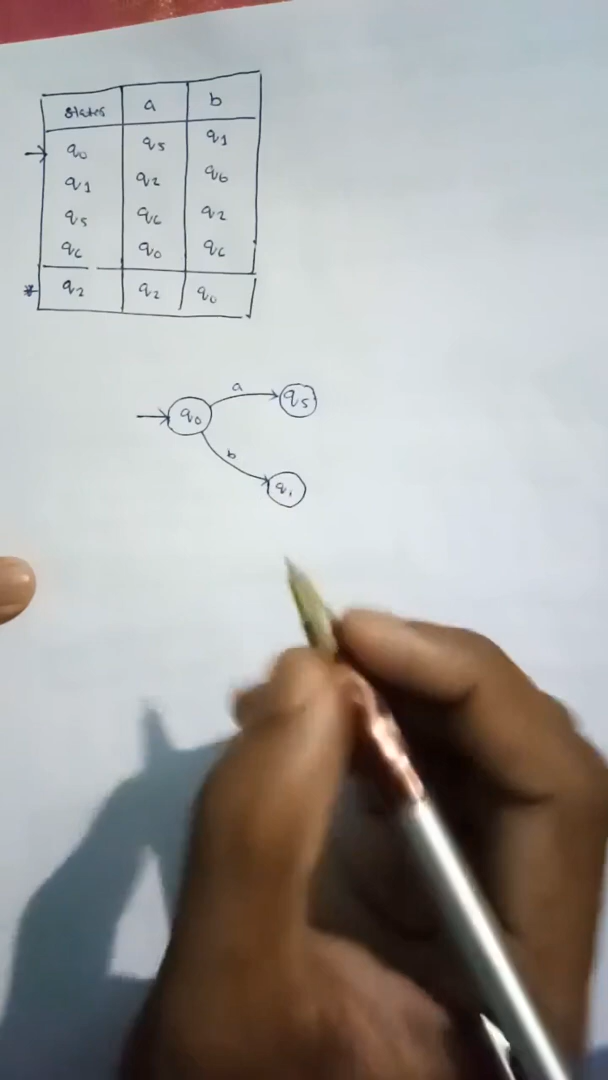 states a b
→ q0 q5 q1
q1 q2 q6
q5 q6 q2
q6 q0 q6
* q2 q2 q0
a
q5
→ q0
b
q1